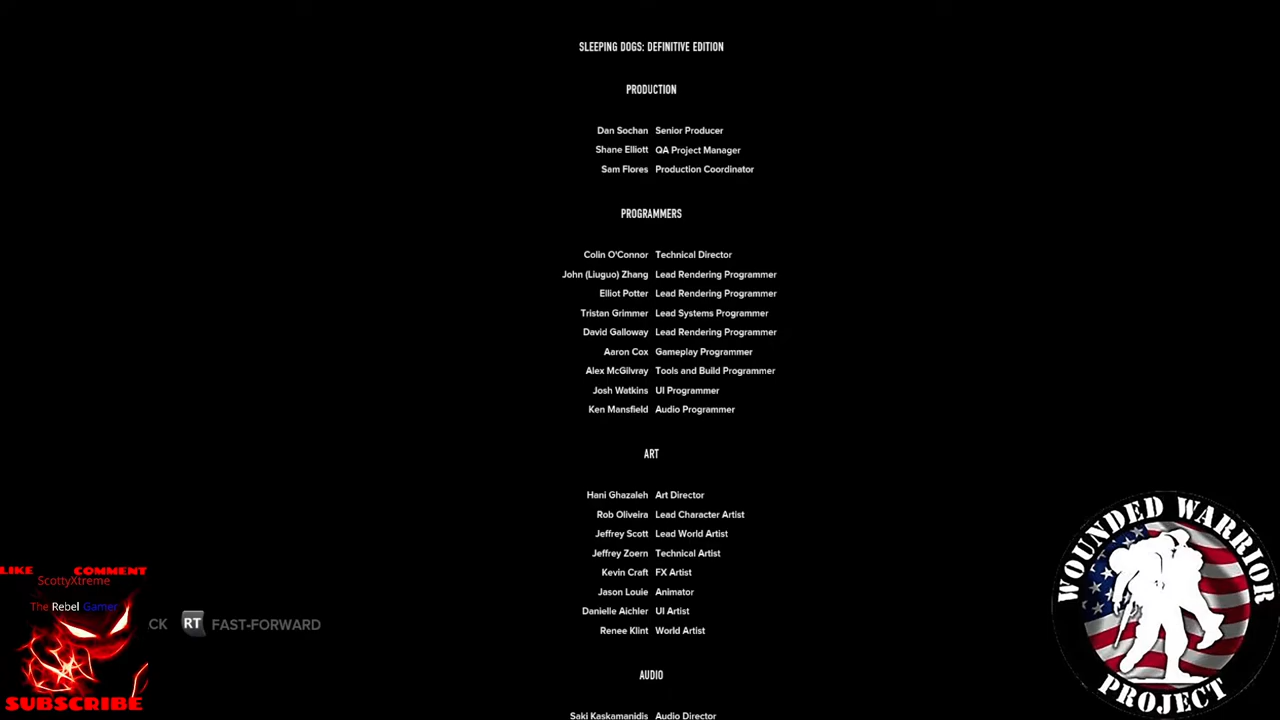 SLEEPING DOGS: DEFINITIVE EDITION
PRODUCTION
Dan Sochan Senior Producer
Shane Elliott QA Project Manager
Sam Flores Production Coordinator
PROGRAMMERS
Colin O'Connor Technical Director
John (Liuguo) Zhang Lead Rendering Programmer
Elliot Potter Lead Rendering Programmer
Tristan Grimmer Lead Systems Programmer
David Galloway Lead Rendering Programmer
Aaron Cox Gameplay Programmer
Alex McGilvray Tools and Build Programmer
Josh Watkins UI Programmer
Ken Mansfield Audio Programmer
ART
Hani Ghazaleh Art Director
Rob Oliveira Lead Character Artist
Jeffrey Scott Lead World Artist
Jeffrey Zoern Technical Artist
Kevin Craft FX Artist
Jason Louie Animator
Danielle Aichler UI Artist
Renee Klint World Artist
AUDIO
Saki Kaskamanidis Audio Director
LIKE COMMENT
ScottyXtreme
The Rebel Gamer
CK RT FAST-FORWARD
SUBSCRIBE
WOUNDED WARRIOR
PROJECT